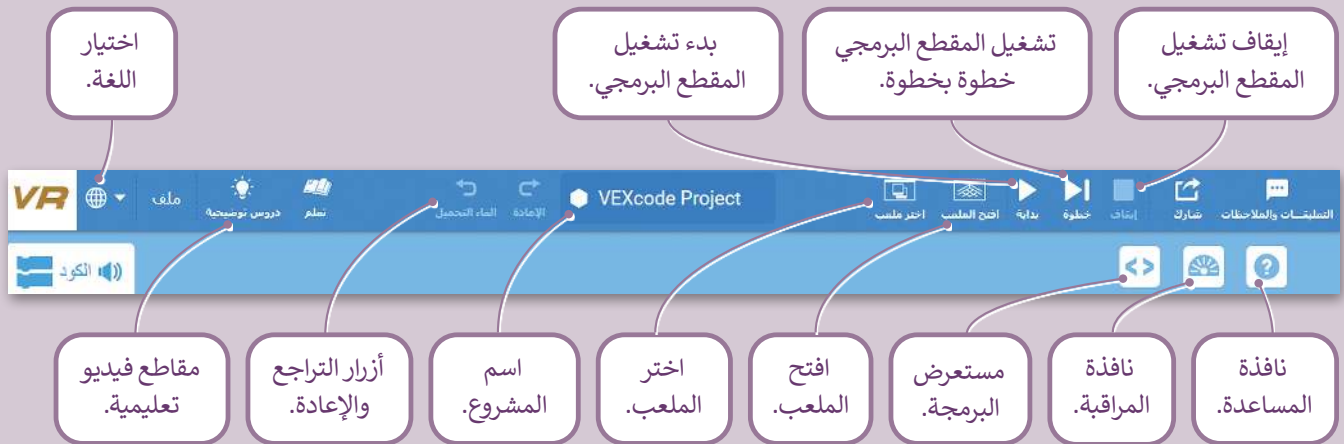 إيقاف تشغيل
المقطع البرمجي.
تشغيل المقطع البرمجي
خطوة بخطوة.
بدء تشغيل
المقطع البرمجي.
اختيار
اللغة.
VR
ملف
دروس توضيحية
تعلم
الغاء التحميل
الإعادة
VEXcode Project
اختر ملعب
افتح الملعب
بداية
خطوة
إيقاف
شارك
التعليقات والملاحظات
الكود
نافذة
المساعدة.
نافذة
المراقبة.
مستعرض
البرمجة.
افتح
الملعب.
اختر
الملعب.
اسم
المشروع.
أزرار التراجع
والإعادة.
مقاطع فيديو
تعليمية.